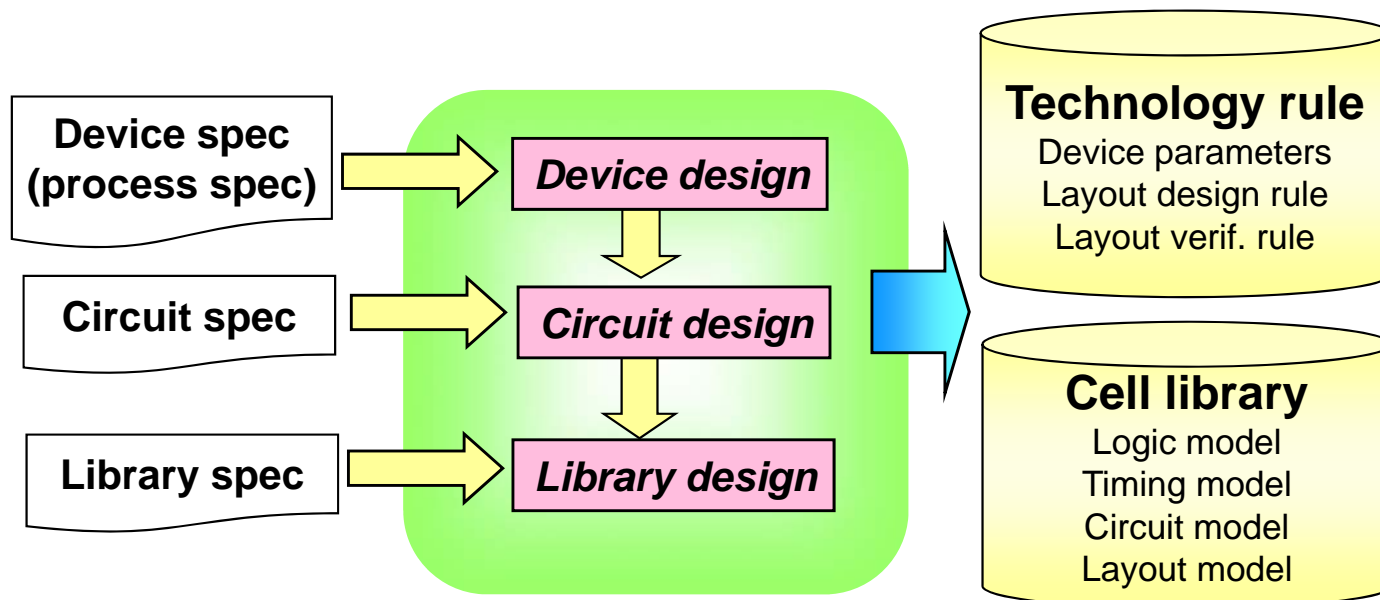 Device spec
(process spec)
Circuit spec
Library spec
Device design
Circuit design
Library design
Technology rule
Device parameters
Layout design rule
Layout verif. rule
Cell library
Logic model
Timing model
Circuit model
Layout model